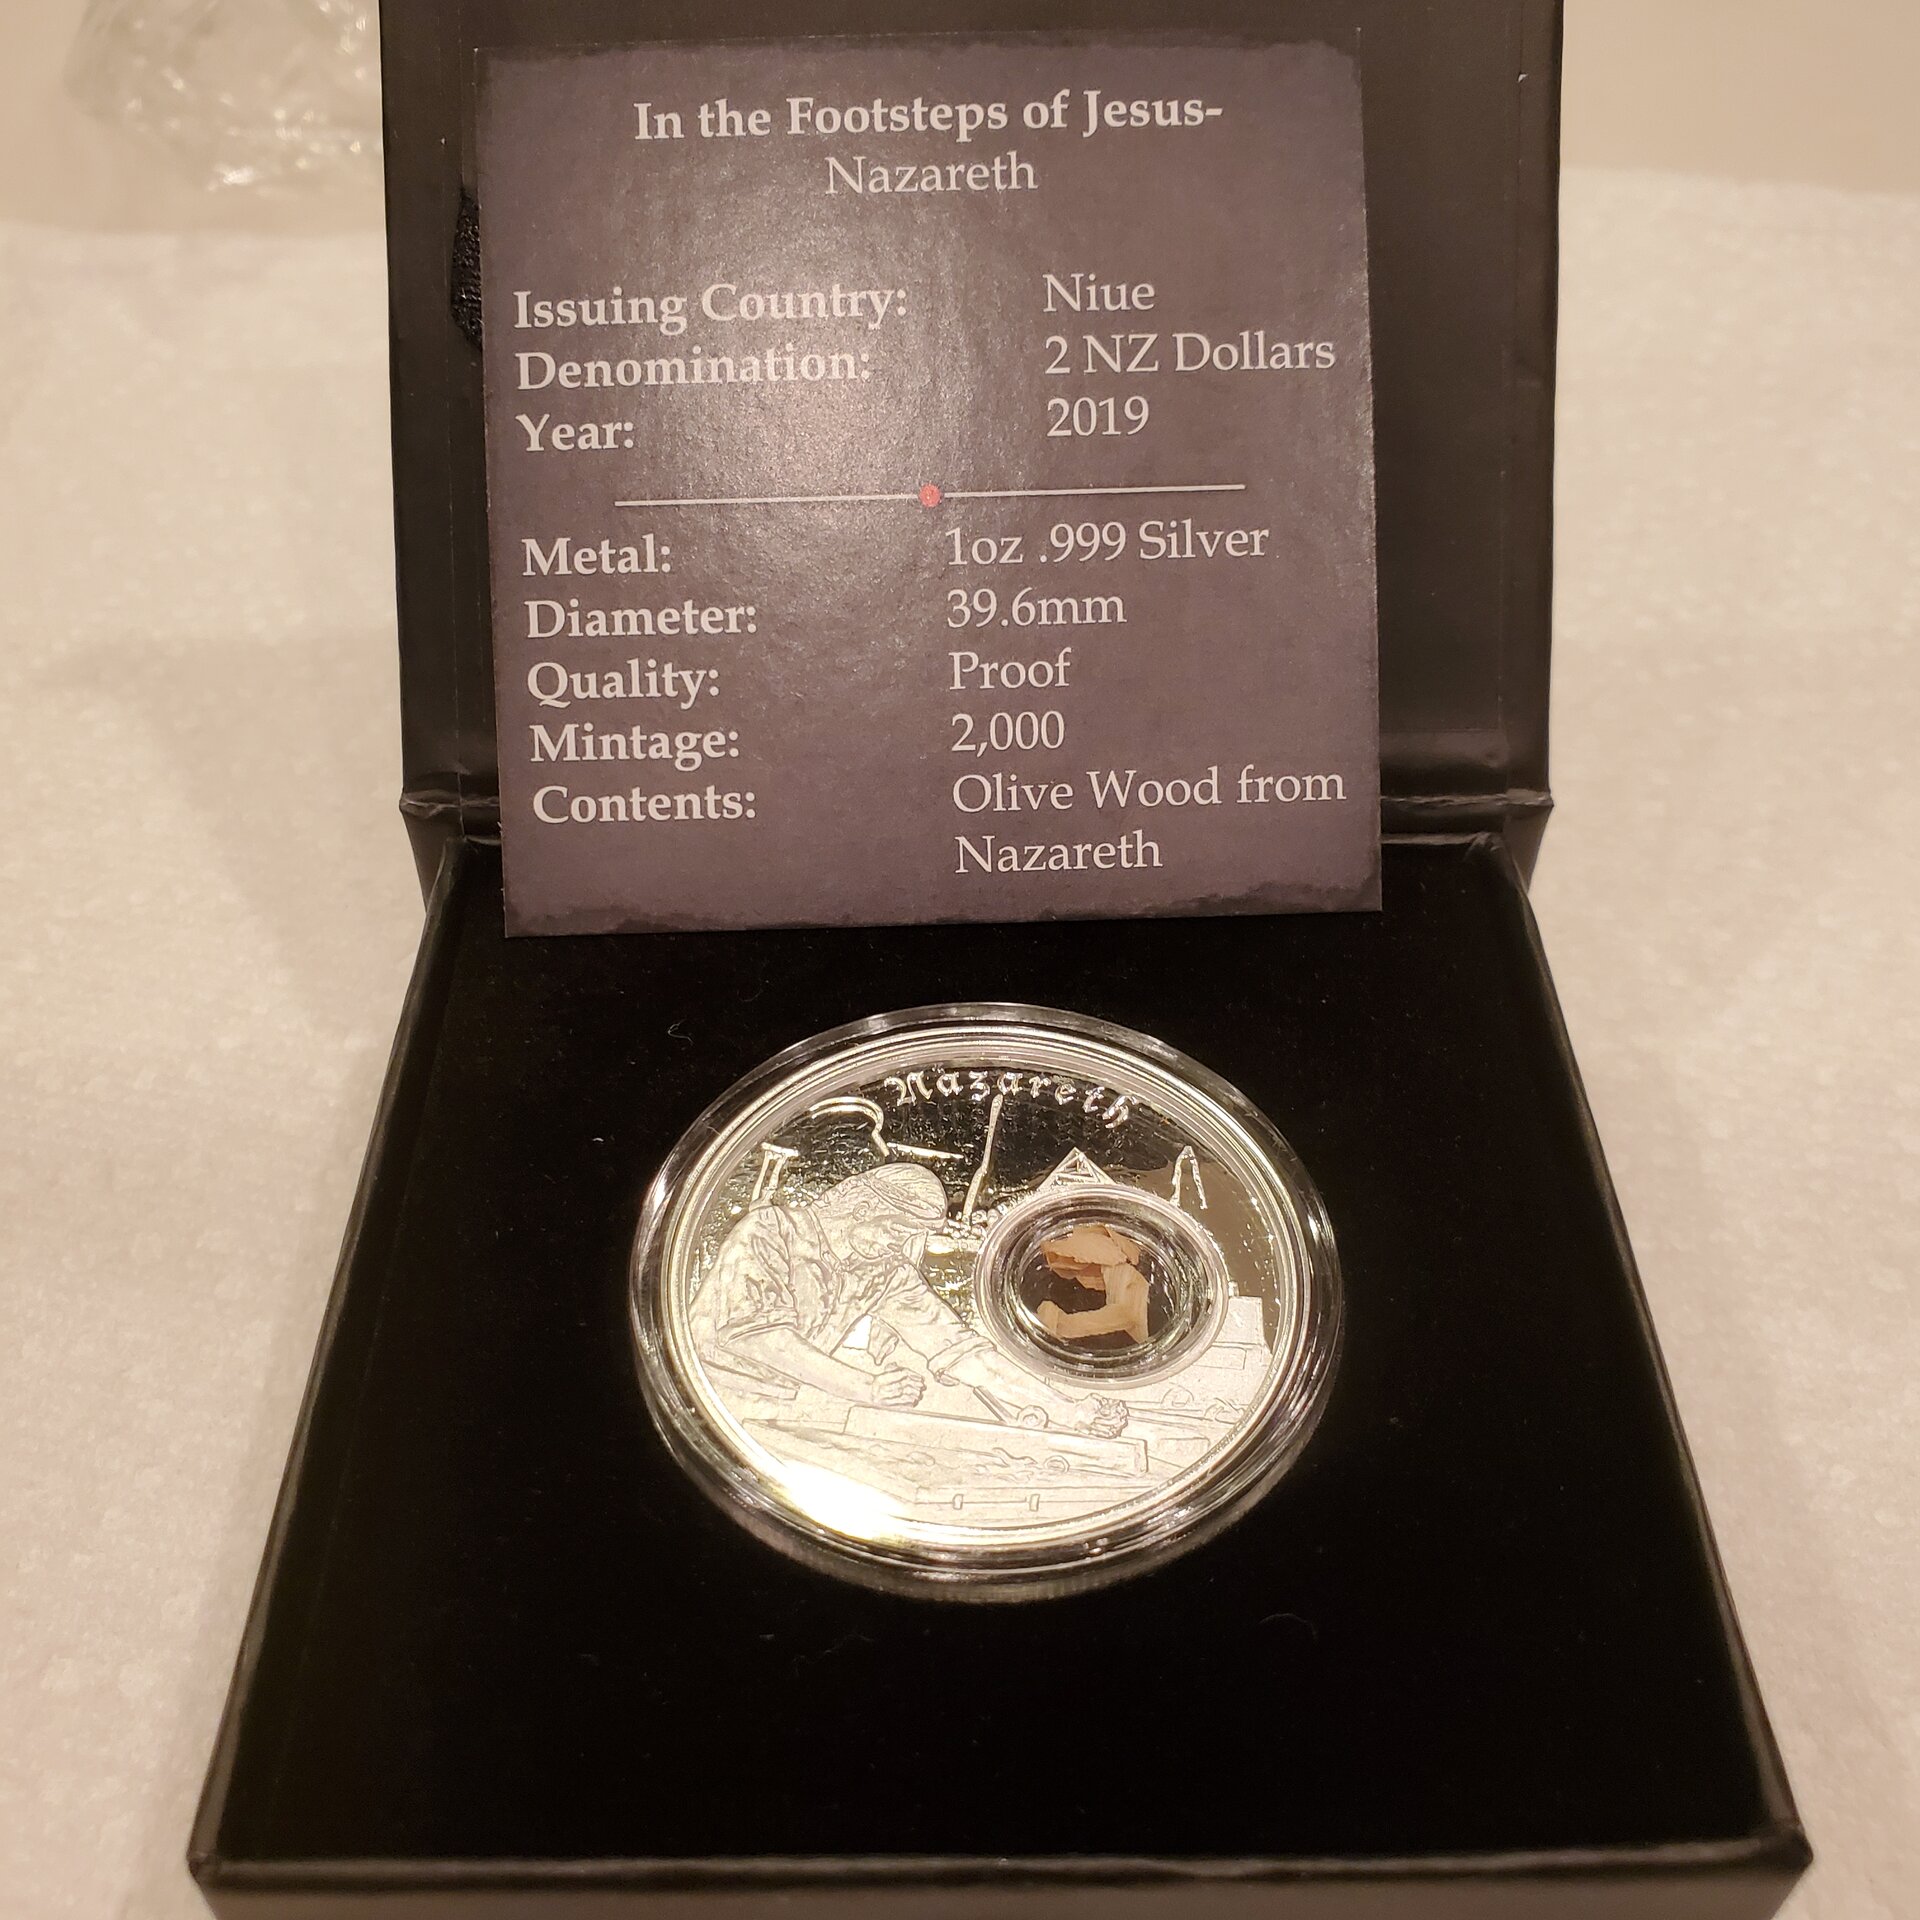 In the Footsteps of Jesus-
Nazareth
Issuing Country: Niue
Denomination: 2 NZ Dollars
Year: 2019
Metal: 1oz .999 Silver
Diameter: 39.6mm
Quality: Proof
Mintage: 2,000
Contents: Olive Wood from
Nazareth
Nazareth